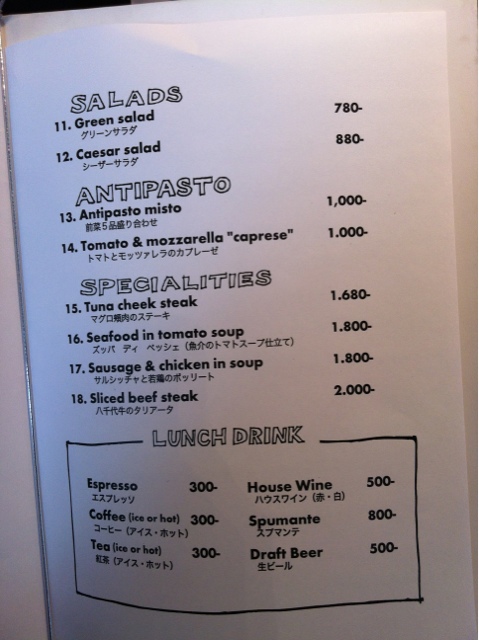 SALADS
11. Green salad 780-
グリーンサラダ
12. Caesar salad 880-
シーザーサラダ
ANTIPASTO
13. Antipasto misto 1,000-
前菜5品盛り合わせ
14. Tomato & mozzarella "caprese" 1.000-
トマトとモッツァレラのカプレーゼ
SPECIALITIES
15. Tuna cheek steak 1.680-
マグロ頬肉のステーキ
16. Seafood in tomato soup 1.800-
ズッパ ディ ペッシェ（魚介のトマトスープ仕立て）
17. Sausage & chicken in soup 1.800-
サルシッチャと若鶏のボッリート
18. Sliced beef steak 2.000-
八千代牛のタリアータ
LUNCH DRINK
Espresso 300-
エスプレッソ
Coffee (ice or hot) 300-
コーヒー（アイス・ホット）
Tea (ice or hot) 300-
紅茶（アイス・ホット）
House Wine 500-
ハウスワイン（赤・白）
Spumante 800-
スプマンテ
Draft Beer 500-
生ビール